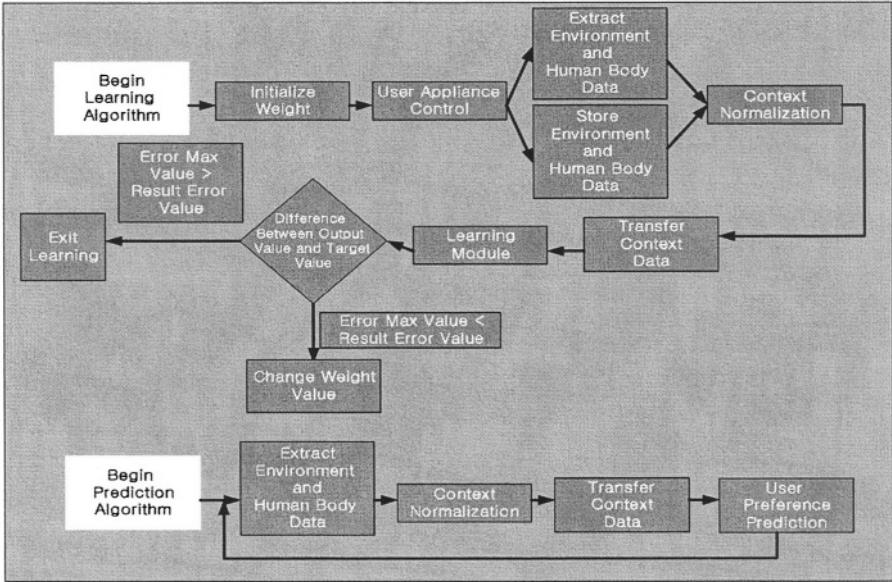 Begin
Learning
Algorithm
Initialize
Weight
User Appliance
Control
Extract
Environment
and
Human Body
Data
Store
Environment
and
Human Body
Data
Context
Normalization
Error Max
Value >
Result Error
Value
Exit
Learning
Difference
Between Output
Value and Target
Value
Learning
Module
Transfer
Context
Data
Error Max Value <
Result Error Value
Change Weight
Value
Begin
Prediction
Algorithm
Extract
Environment
and
Human Body
Data
Context
Normalization
Transfer
Context Data
User
Preference
Prediction